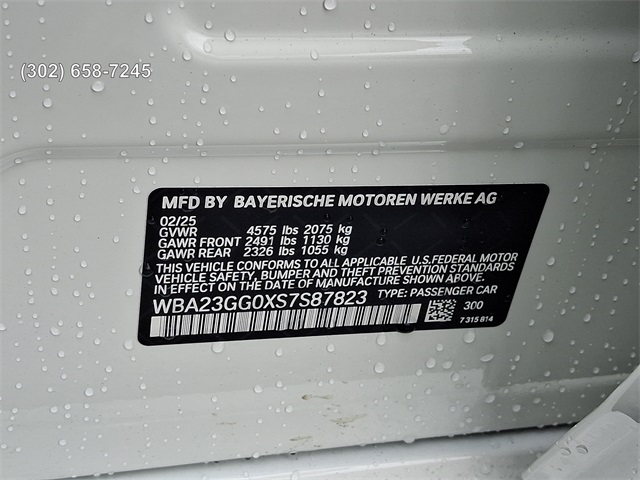 (302) 658-7245
MFD BY BAYERISCHE MOTOREN WERKE AG
02/25
GVWR 4575 lbs 2075 kg
GAWR FRONT 2491 lbs 1130 kg
GAWR REAR 2326 lbs 1055 kg
THIS VEHICLE CONFORMS TO ALL APPLICABLE U.S.FEDERAL MOTOR
VEHICLE SAFETY, BUMPER AND THEFT PREVENTION STANDARDS
IN EFFECT ON THE DATE OF MANUFACTURE SHOWN ABOVE.
WBA23GG0XS7S87823 TYPE: PASSENGER CAR
300
7 315 814